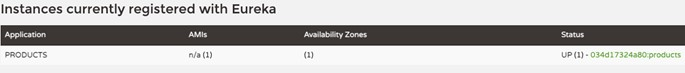 Instances currently registered with Eureka
Application AMIs Availability Zones Status
PRODUCTS n/a (1) (1) UP (1) - 034d17324a80:products